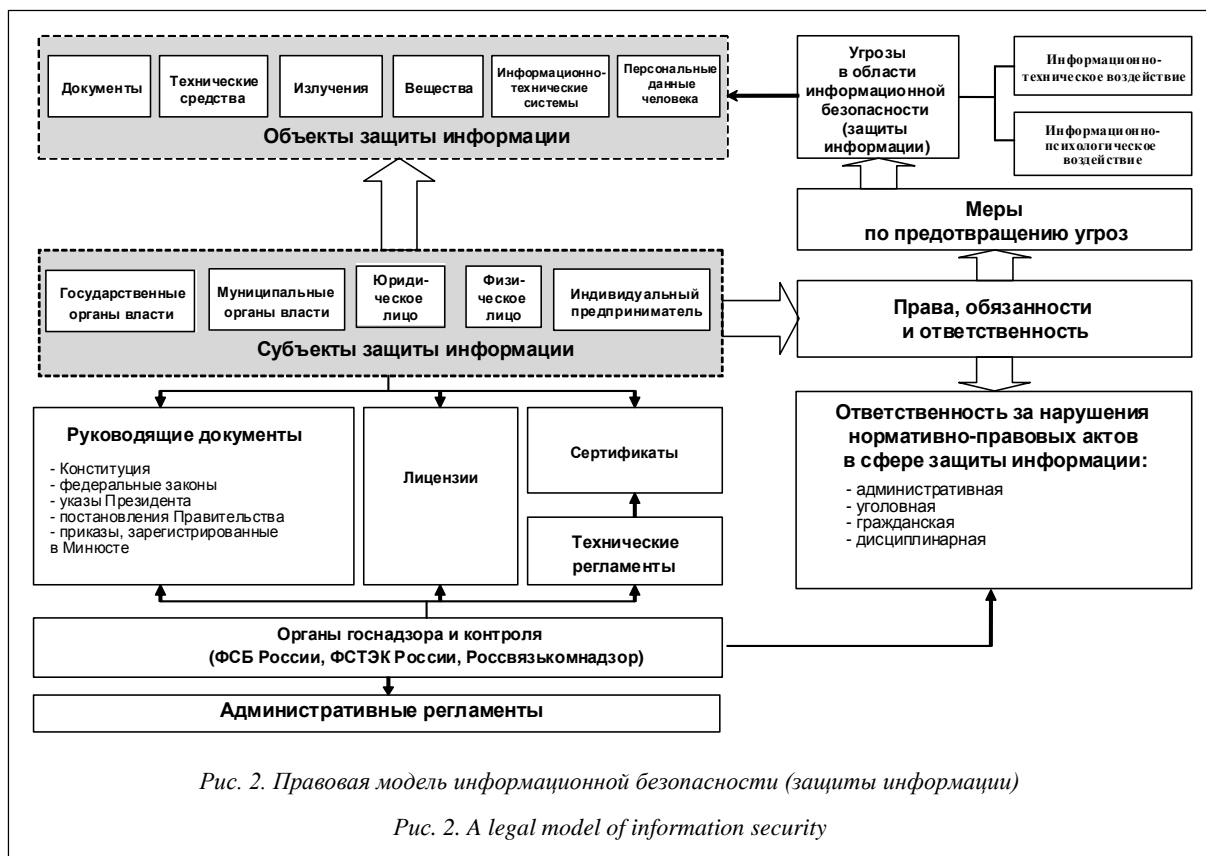 Документы
Технические
средства
Излучения
Вещества
Информационно-
технические
системы
Персональные
данные
человека
Объекты защиты информации
Угрозы
в области
информационной
безопасности
(защиты
информации)
Информационно-
техническое воздействие
Информационно-
психологическое
воздействие
Меры
по предотвращению угроз
Государственные
органы власти
Муниципальные
органы власти
Юриди-
ческое
лицо
Физи-
ческое
лицо
Индивидуальный
предприниматель
Субъекты защиты информации
Права, обязанности
и ответственность
Руководящие документы
- Конституция
- федеральные законы
- указы Президента
- постановления Правительства
- приказы, зарегистрированные
в Минюсте
Лицензии
Сертификаты
Технические
регламенты
Ответственность за нарушения
нормативно-правовых актов
в сфере защиты информации:
- административная
- уголовная
- гражданская
- дисциплинарная
Органы госнадзора и контроля
(ФСБ России, ФСТЭК России, Россвязькомнадзор)
Административные регламенты
Рис. 2. Правовая модель информационной безопасности (защиты информации)
Рис. 2. A legal model of information security